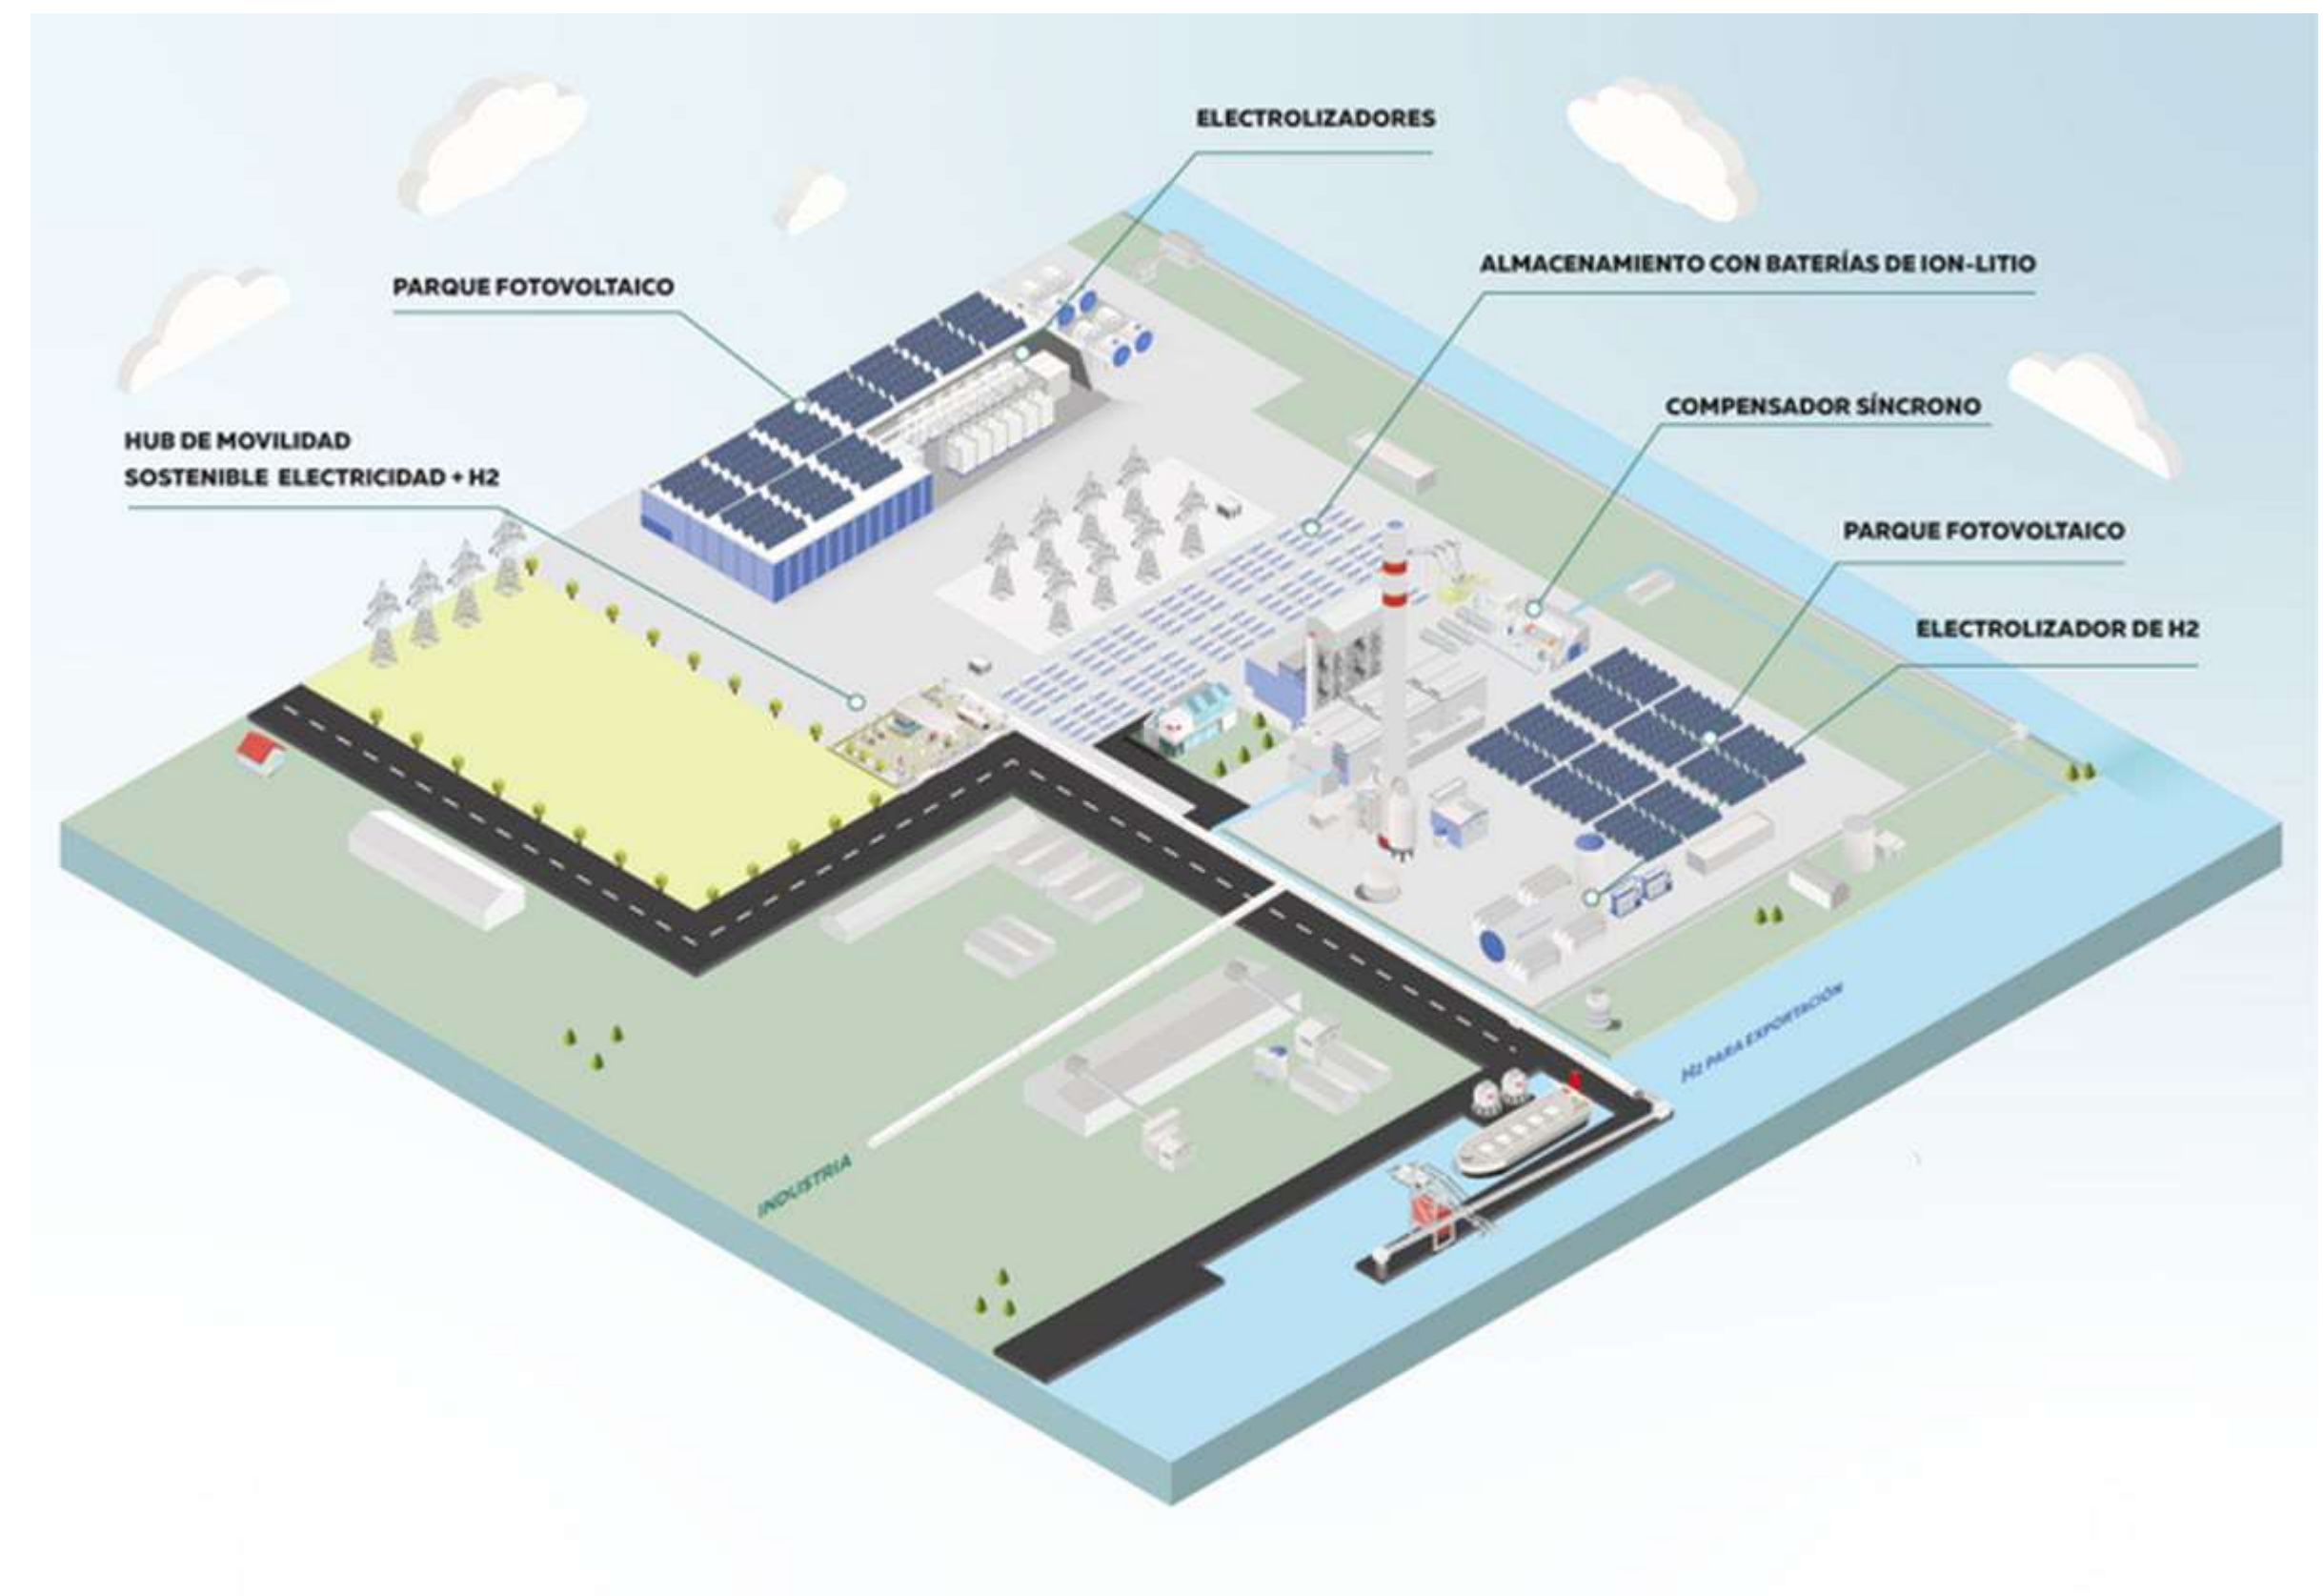 ELECTROLIZADORES
ALMACENAMIENTO CON BATERÍAS DE ION-LITIO
PARQUE FOTOVOLTAICO
COMPENSADOR SÍNCRONO
HUB DE MOVILIDAD
SOSTENIBLE ELECTRICIDAD + H2
PARQUE FOTOVOLTAICO
ELECTROLIZADOR DE H2
H2 PARA EXPORTACIÓN
INDUSTRIA